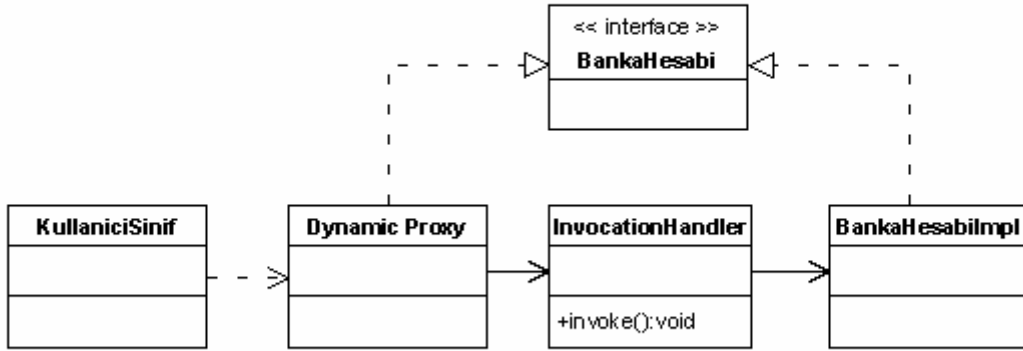 << interface >>
BankaHesabi
KullaniciSinif
Dynamic Proxy
InvocationHandler
BankaHesabiImpl
+invoke():void